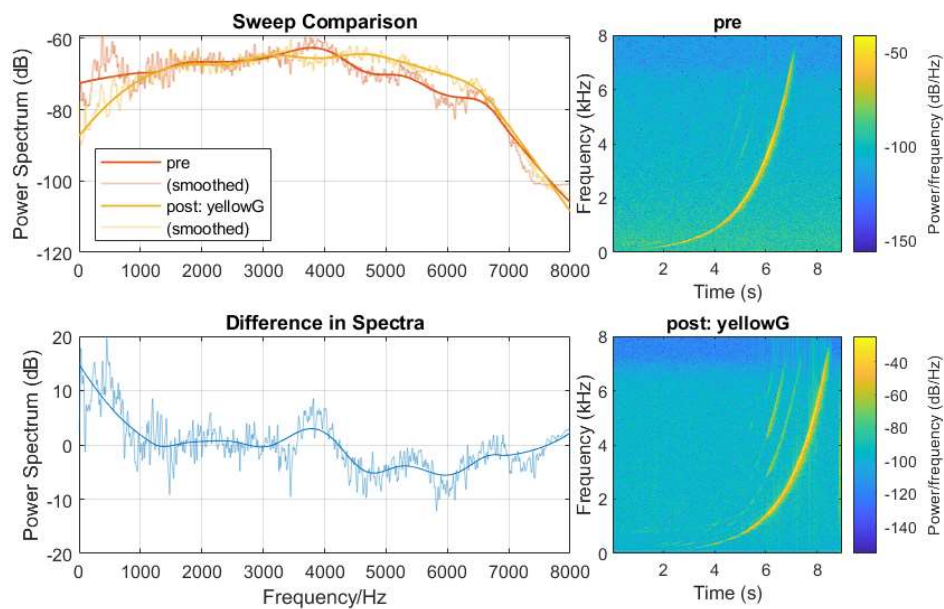 Sweep Comparison
Power Spectrum (dB)
-60
-80
-100
-120
pre
(smoothed)
post: yellowG
(smoothed)
0 1000 2000 3000 4000 5000 6000 7000 8000
pre
Frequency (kHz)
8
6
4
2
0
2 4 6 8
Time (s)
-50
-100
-150
Power/frequency (dB/Hz)
Difference in Spectra
Power Spectrum (dB)
20
10
0
-10
-20
0 1000 2000 3000 4000 5000 6000 7000 8000
Frequency/Hz
post: yellowG
Frequency (kHz)
8
6
4
2
0
2 4 6 8
Time (s)
-40
-60
-80
-100
-120
-140
Power/frequency (dB/Hz)